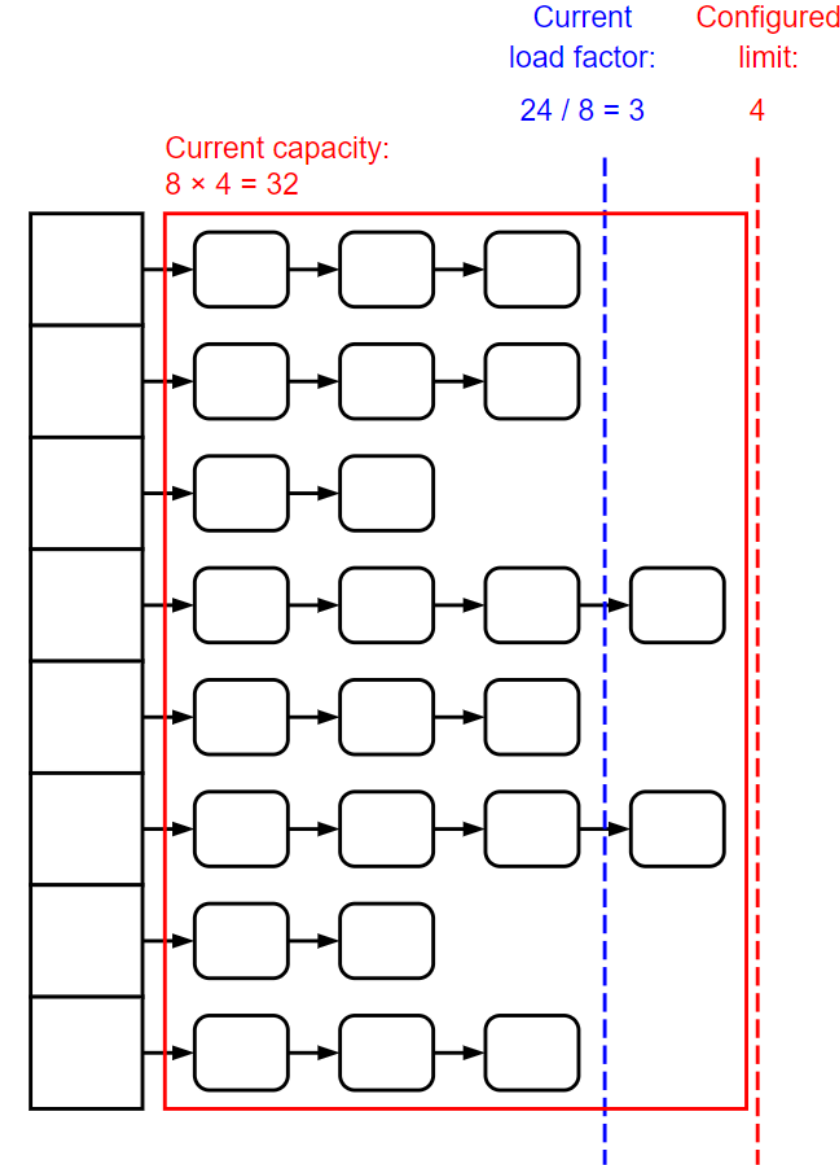 Current
load factor:
24 / 8 = 3
Configured
limit:
4
Current capacity:
8 × 4 = 32